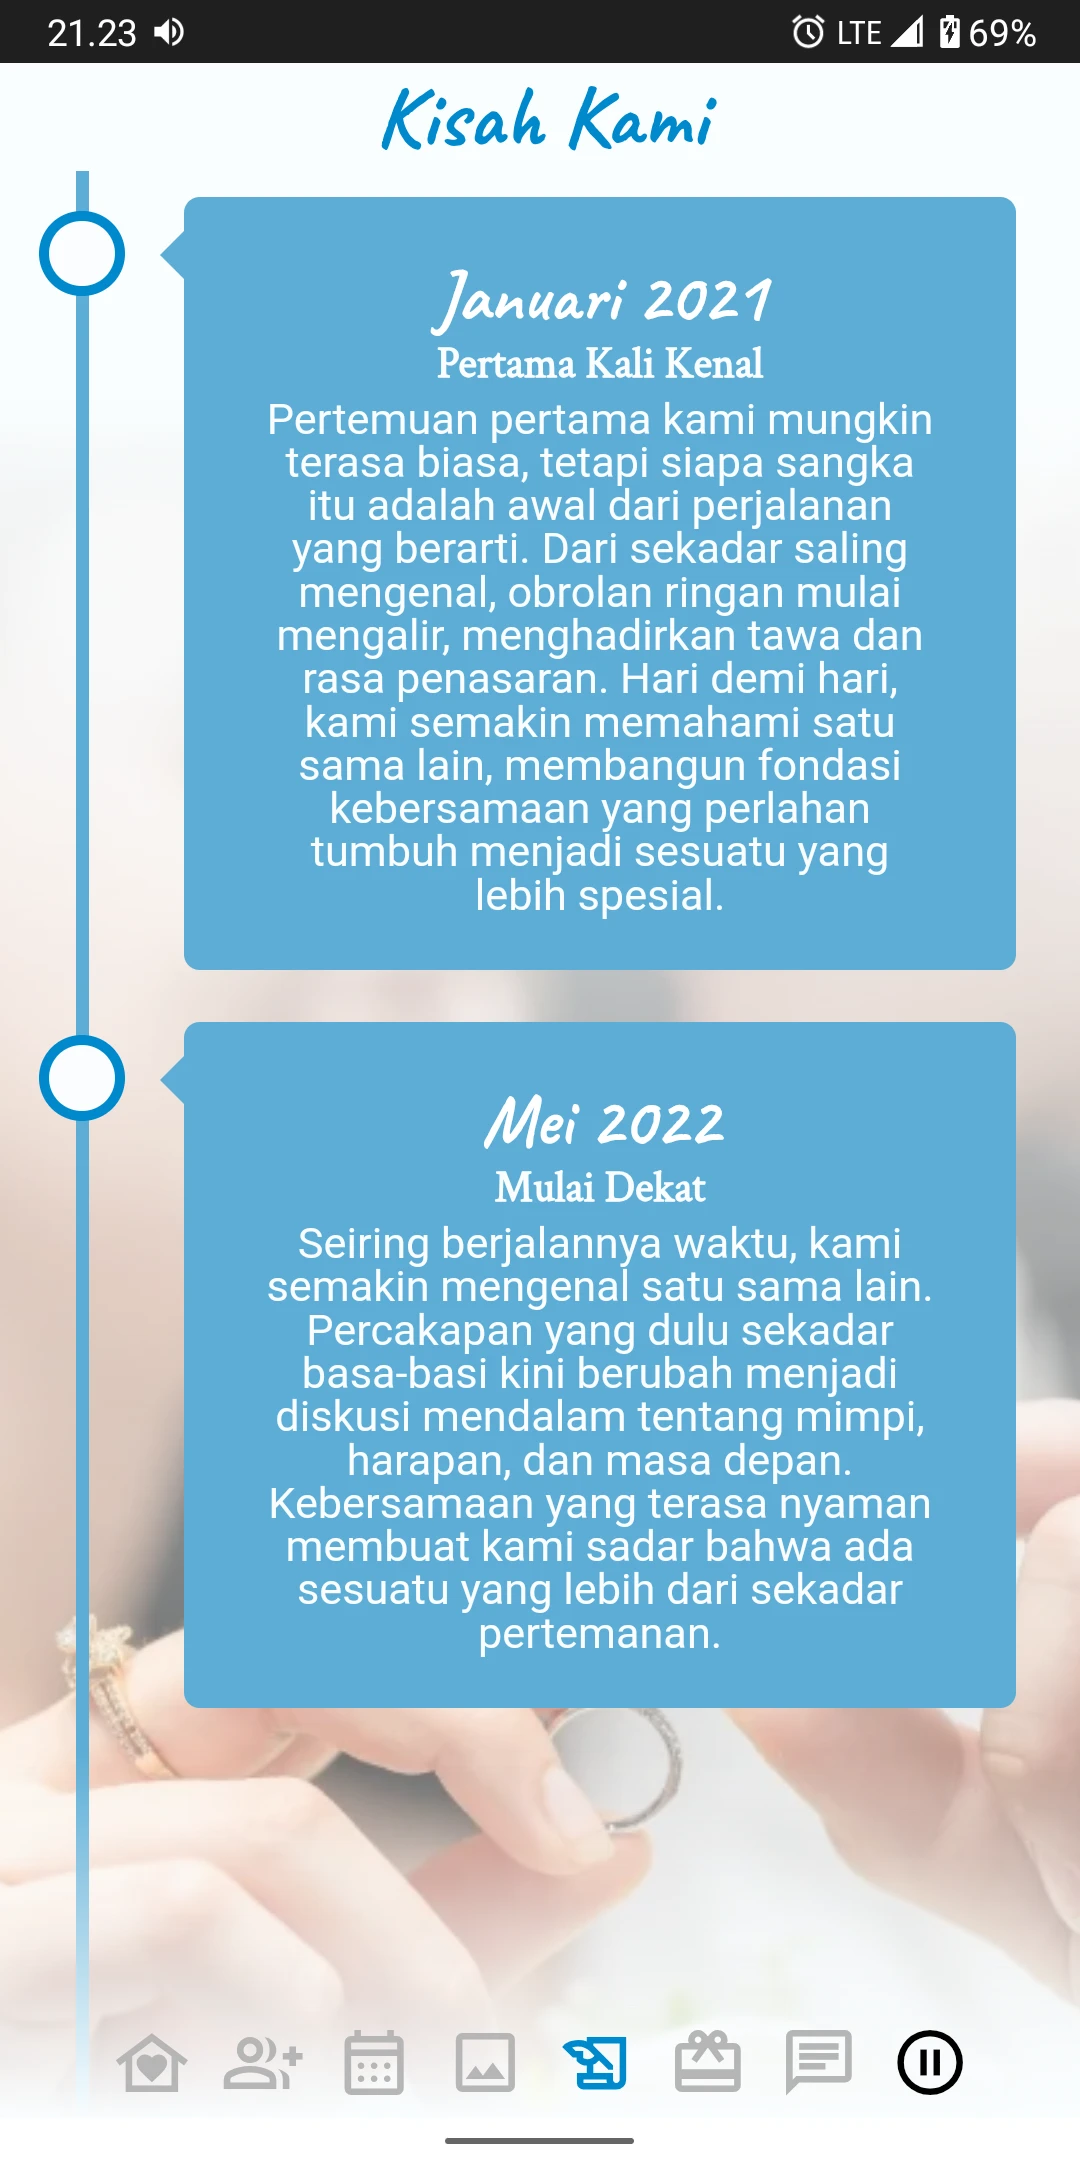 21.23
LTE
69%
Kisah Kami
Januari 2021
Pertama Kali Kenal
Pertemuan pertama kami mungkin
terasa biasa, tetapi siapa sangka
itu adalah awal dari perjalanan
yang berarti. Dari sekadar saling
mengenal, obrolan ringan mulai
mengalir, menghadirkan tawa dan
rasa penasaran. Hari demi hari,
kami semakin memahami satu
sama lain, membangun fondasi
kebersamaan yang perlahan
tumbuh menjadi sesuatu yang
lebih spesial.
Mei 2022
Mulai Dekat
Seiring berjalannya waktu, kami
semakin mengenal satu sama lain.
Percakapan yang dulu sekadar
basa-basi kini berubah menjadi
diskusi mendalam tentang mimpi,
harapan, dan masa depan.
Kebersamaan yang terasa nyaman
membuat kami sadar bahwa ada
sesuatu yang lebih dari sekadar
pertemanan.